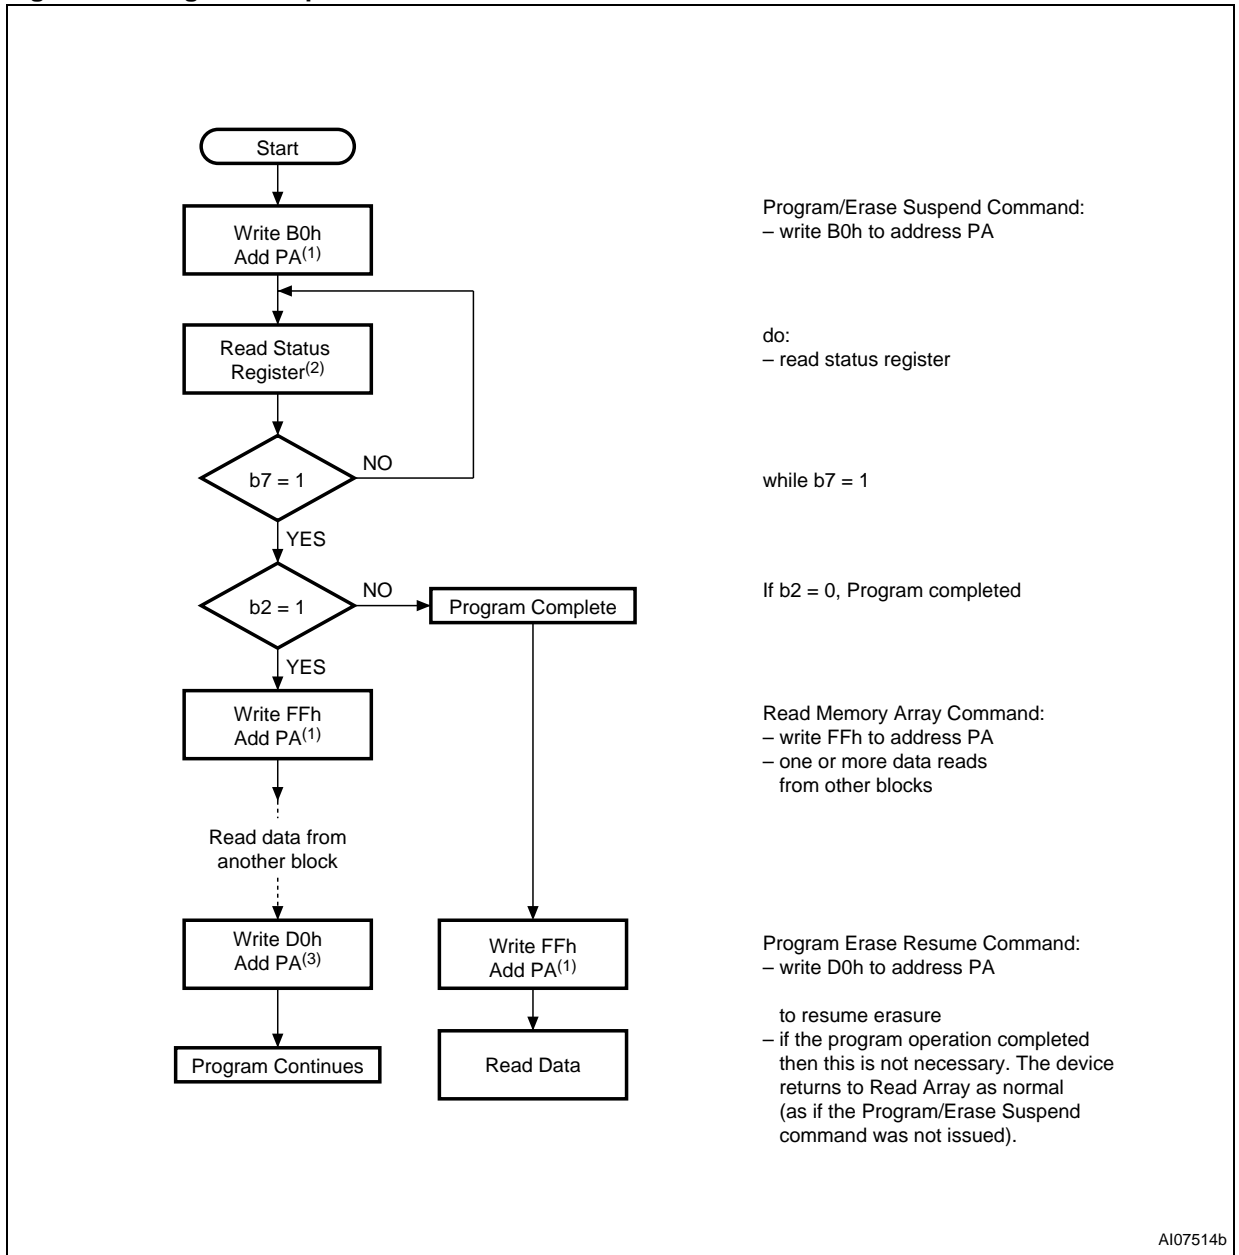 Start
Write B0h
Add PA(1)
Read Status
Register(2)
b7 = 1
NO
YES
b2 = 1
NO
Program Complete
YES
Write FFh
Add PA(1)
Read data from
another block
Write D0h
Add PA(3)
Program Continues
Write FFh
Add PA(1)
Read Data
Program/Erase Suspend Command:
– write B0h to address PA
do:
– read status register
while b7 = 1
If b2 = 0, Program completed
Read Memory Array Command:
– write FFh to address PA
– one or more data reads
from other blocks
Program Erase Resume Command:
– write D0h to address PA
to resume erasure
– if the program operation completed
then this is not necessary. The device
returns to Read Array as normal
(as if the Program/Erase Suspend
command was not issued).
AI07514b